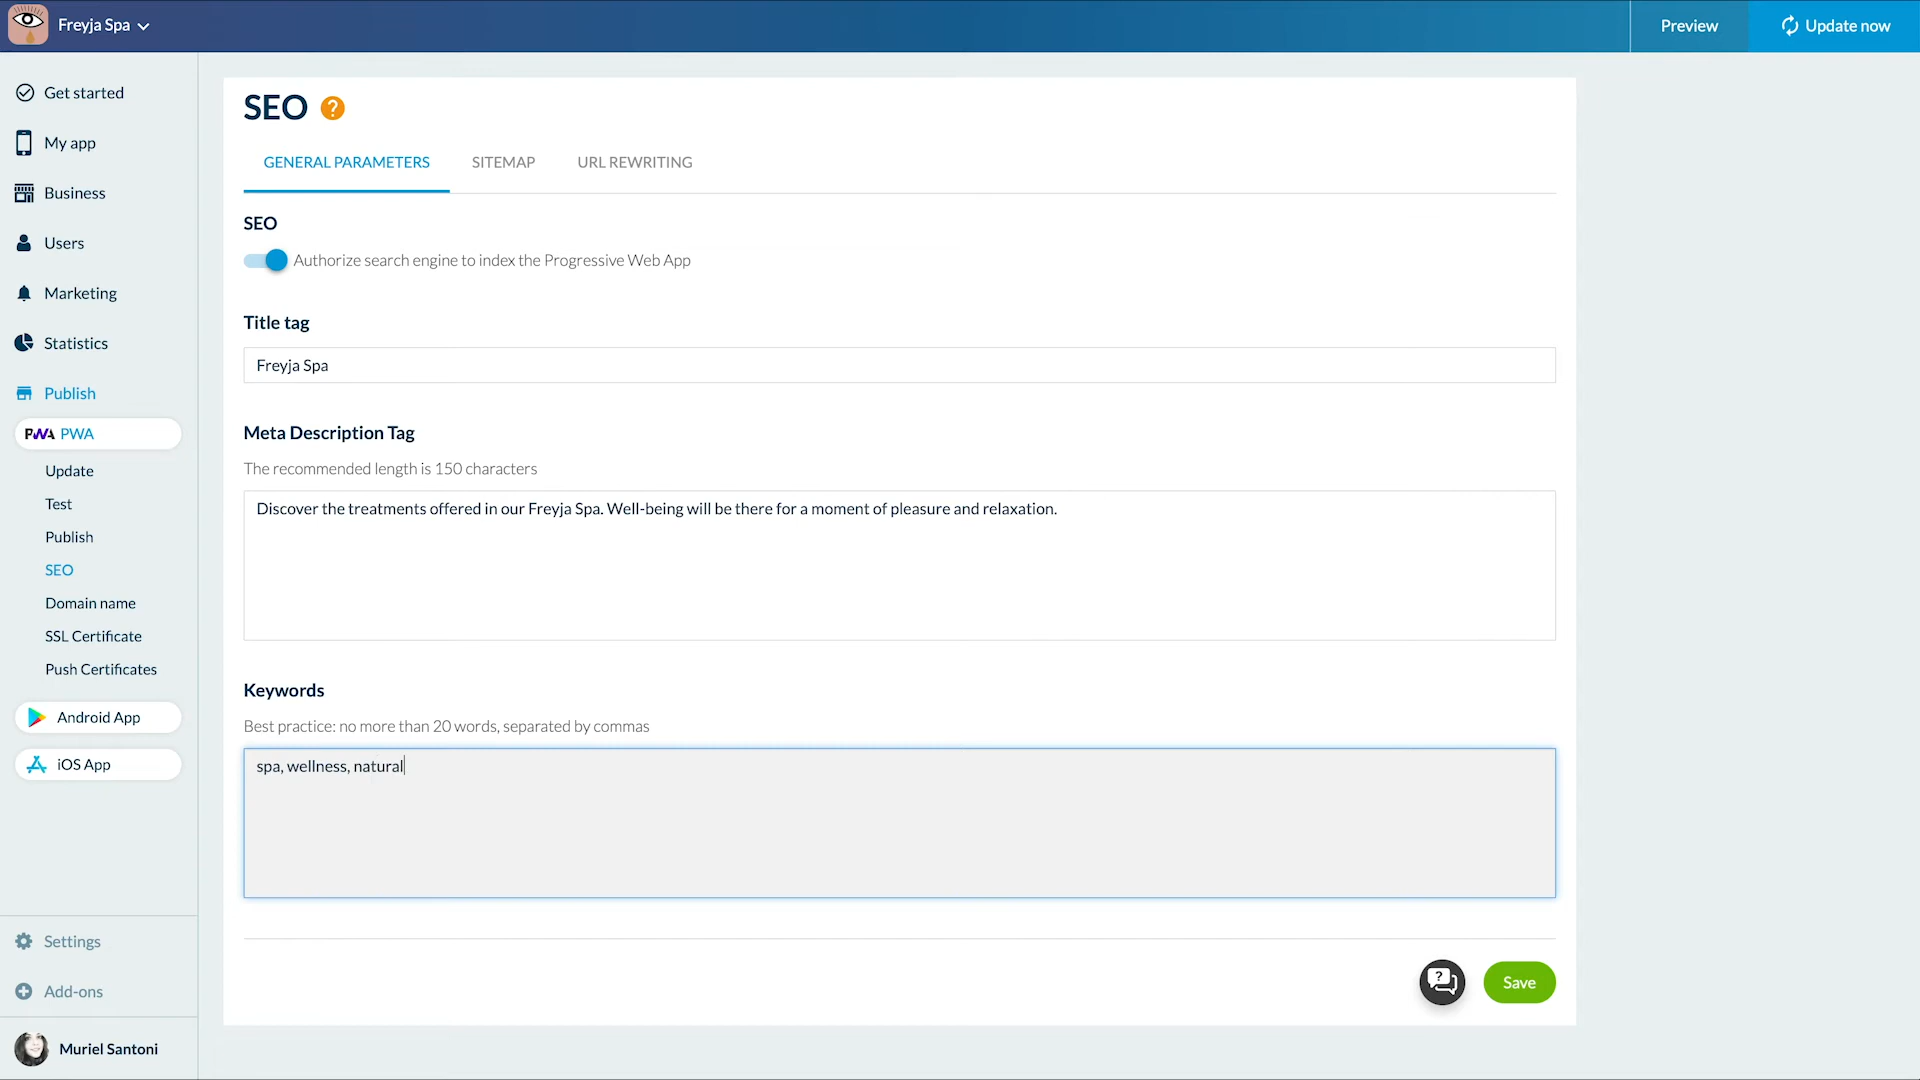 Freyja Spa
Preview
Update now
Get started
My app
Business
Users
Marketing
Statistics
Publish
PWA PWA
Update
Test
Publish
SEO
Domain name
SSL Certificate
Push Certificates
Android App
iOS App
Settings
Add-ons
Muriel Santoni
SEO ?
GENERAL PARAMETERS SITEMAP URL REWRITING
SEO
Authorize search engine to index the Progressive Web App
Title tag
Freyja Spa
Meta Description Tag
The recommended length is 150 characters
Discover the treatments offered in our Freyja Spa. Well-being will be there for a moment of pleasure and relaxation.
Keywords
Best practice: no more than 20 words, separated by commas
spa, wellness, natural
?
Save